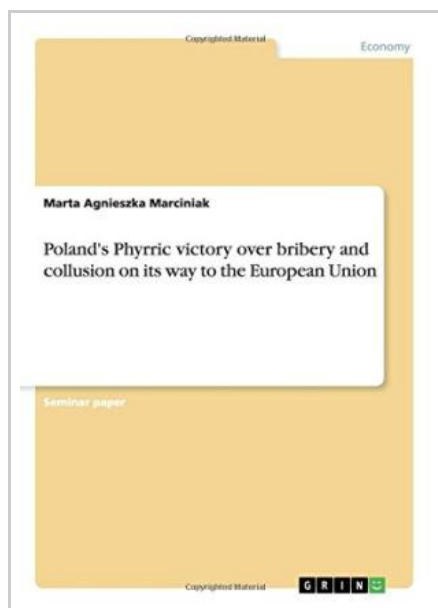 Copyrighted Material
Economy
Marta Agnieszka Marciniak
Poland's Phyrric victory over bribery and
collusion on its way to the European Union
Seminar paper
Copyrighted Material
GRIN